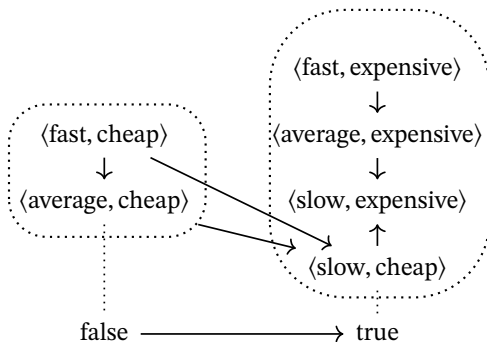 ⟨fast, expensive⟩
⟨fast, cheap⟩
⟨average, expensive⟩
⟨average, cheap⟩
⟨slow, expensive⟩
⟨slow, cheap⟩
false
true